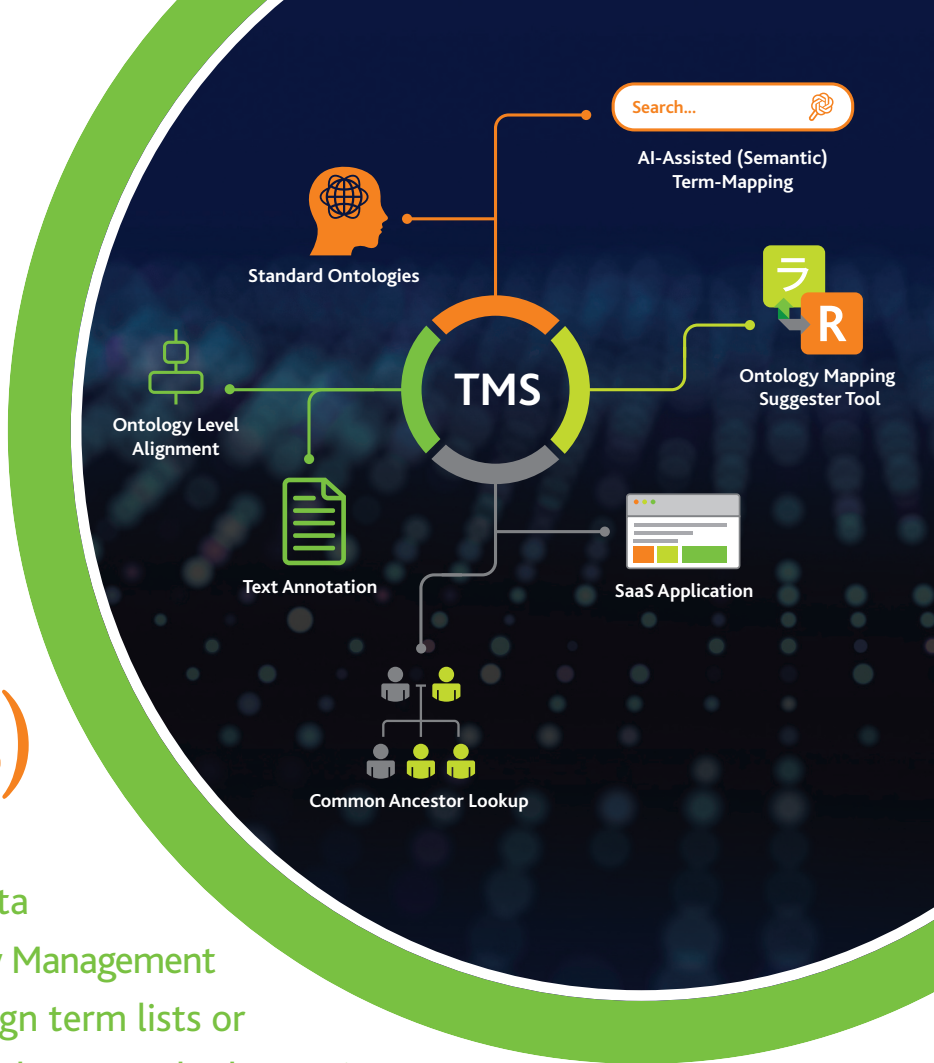 Search...
AI-Assisted (Semantic)
Term-Mapping
Standard Ontologies
ラ
R
TMS
Ontology Mapping
Suggester Tool
Ontology Level
Alignment
Text Annotation
SaaS Application
Common Ancestor Lookup
)
ta
Management
gn term lists or